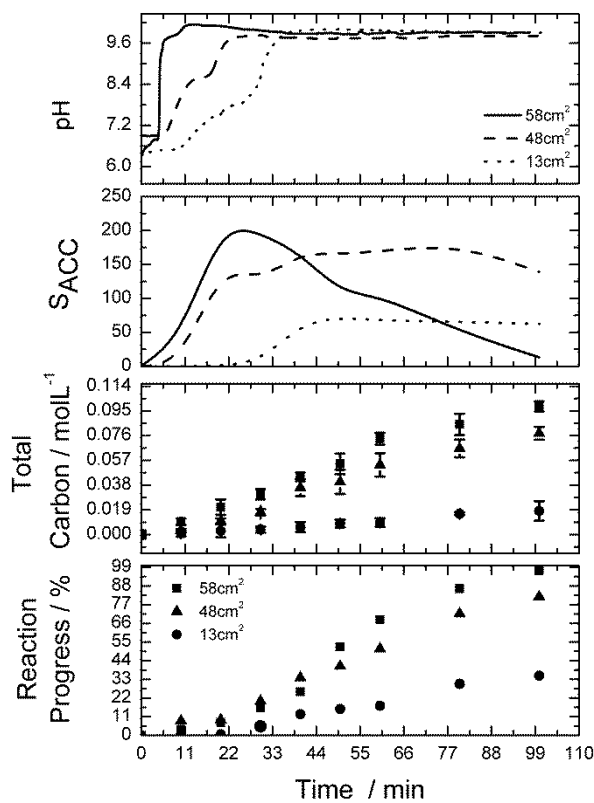 pH
9.6
8.4
7.2
6.0
58cm²
48cm²
13cm²
S_ACC
250
200
150
100
50
0
Total
Carbon / molL⁻¹
0.114
0.095
0.076
0.057
0.038
0.019
0.000
Reaction
Progress / %
99
88
77
66
55
44
33
22
11
0
58cm²
48cm²
13cm²
0 11 22 33 44 55 66 77 88 99 110
Time / min